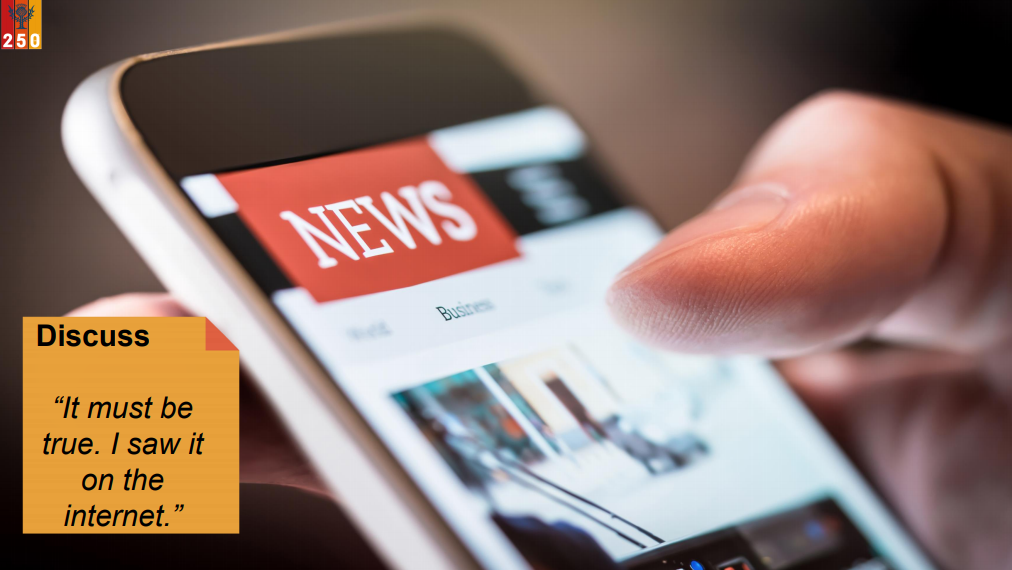 250
NEWS
Business
Discuss
“It must be
true. I saw it
on the
internet.”